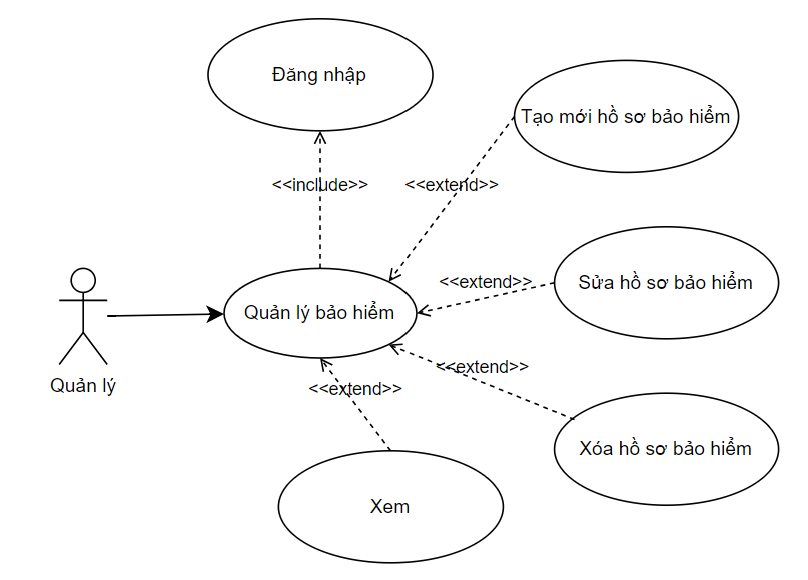 Đăng nhập
Tạo mới hồ sơ bảo hiểm
<<include>>
<<extend>>
<<extend>>
Sửa hồ sơ bảo hiểm
Quản lý bảo hiểm
Quản lý
<<extend>>
<<extend>>
Xóa hồ sơ bảo hiểm
Xem